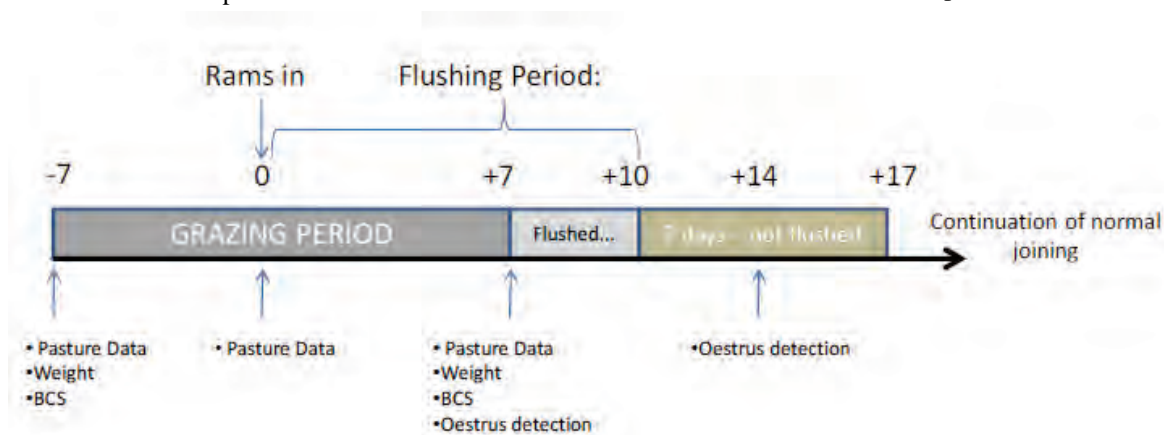 Rams in
Flushing Period:
-7
0
+7
+10
+14
+17
GRAZING PERIOD
Flushed...
7 days - not flushed
Continuation of normal
joining
• Pasture Data
•Weight
•BCS
• Pasture Data
• Pasture Data
•Weight
•BCS
•Oestrus detection
•Oestrus detection